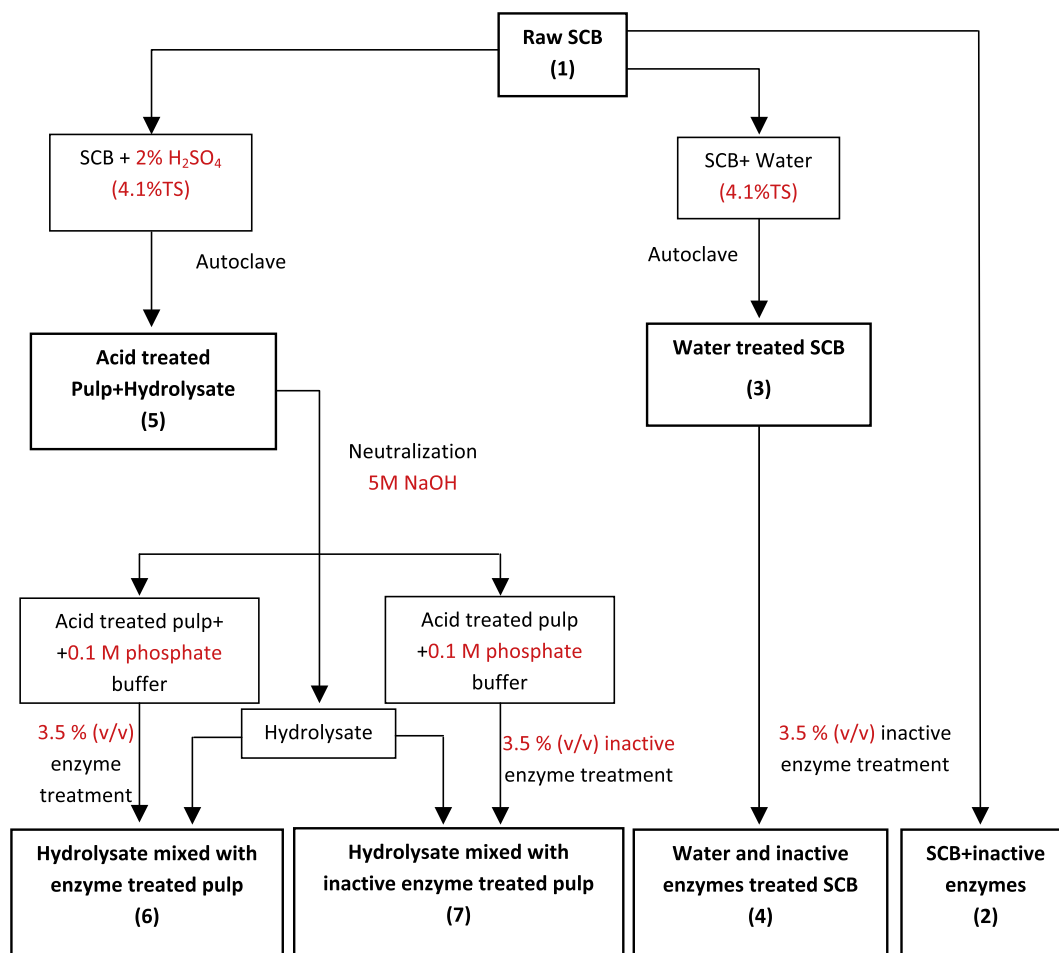 Raw SCB
(1)
SCB + 2% H₂SO₄
(4.1%TS)
SCB+ Water
(4.1%TS)
Autoclave
Autoclave
Acid treated
Pulp+Hydrolysate
(5)
Water treated SCB
(3)
Neutralization
5M NaOH
Acid treated pulp+
+0.1 M phosphate
buffer
Acid treated pulp
+0.1 M phosphate
buffer
Hydrolysate
3.5 % (v/v)
enzyme
treatment
3.5 % (v/v) inactive
enzyme treatment
3.5 % (v/v) inactive
enzyme treatment
Hydrolysate mixed with
enzyme treated pulp
(6)
Hydrolysate mixed with
inactive enzyme treated pulp
(7)
Water and inactive
enzymes treated SCB
(4)
SCB+inactive
enzymes
(2)